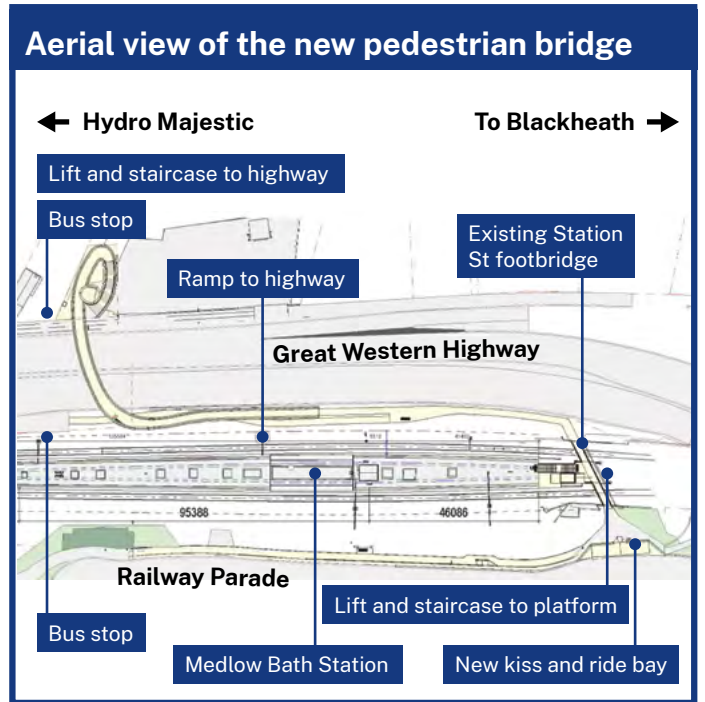 Aerial view of the new pedestrian bridge
Hydro Majestic
To Blackheath
Lift and staircase to highway
Bus stop
Existing Station
St footbridge
Ramp to highway
Great Western Highway
95388
46086
Railway Parade
Lift and staircase to platform
Bus stop
Medlow Bath Station
New kiss and ride bay